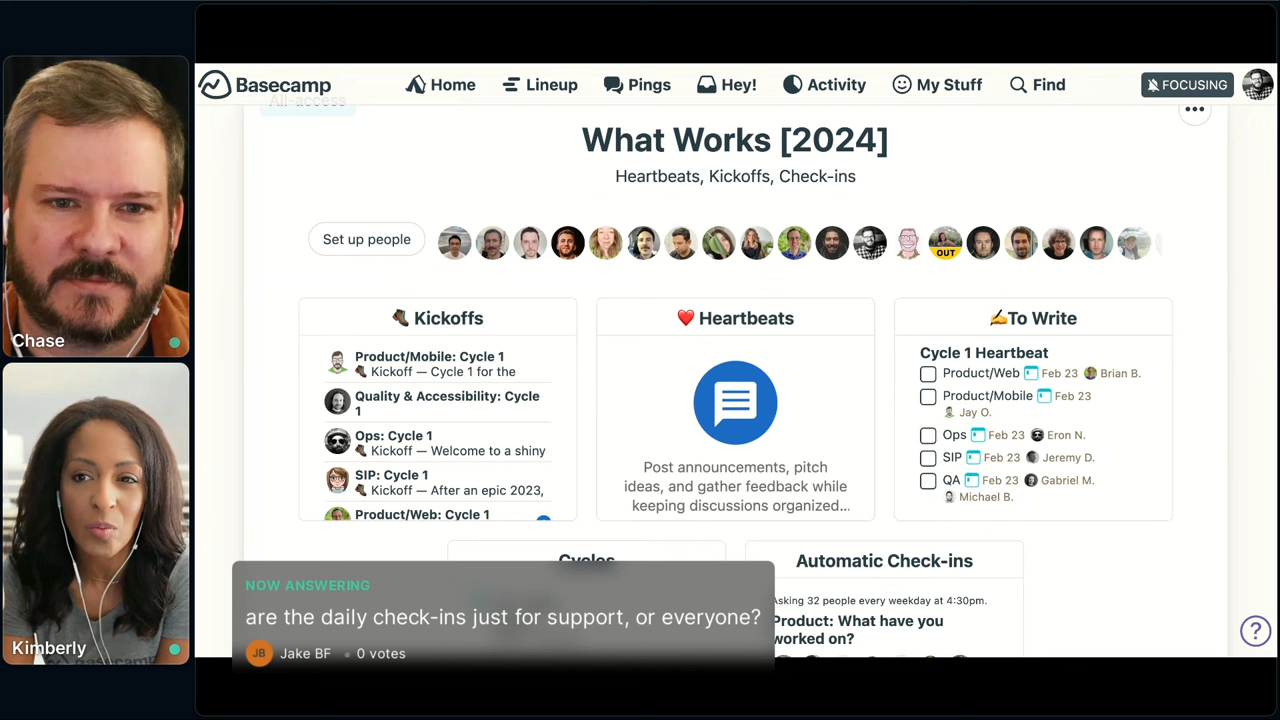 Basecamp
Home
Lineup
Pings
Hey!
Activity
My Stuff
Find
FOCUSING
All-access
What Works [2024]
Heartbeats, Kickoffs, Check-ins
Set up people
OUT
🥾 Kickoffs
Product/Mobile: Cycle 1
🥾 Kickoff — Cycle 1 for the
Quality & Accessibility: Cycle
1
Ops: Cycle 1
🥾 Kickoff — Welcome to a shiny
SIP: Cycle 1
🥾 Kickoff — After an epic 2023,
Product/Web: Cycle 1
❤️ Heartbeats
Post announcements, pitch
ideas, and gather feedback while
keeping discussions organized...
✍️To Write
Cycle 1 Heartbeat
Product/Web Feb 23 Brian B.
Product/Mobile Feb 23
Jay O.
Ops Feb 23 Eron N.
SIP Feb 23 Jeremy D.
QA Feb 23 Gabriel M.
Michael B.
Cycles
Automatic Check-ins
Asking 32 people every weekday at 4:30pm.
Product: What have you
worked on?
NOW ANSWERING
are the daily check-ins just for support, or everyone?
JB Jake BF • 0 votes
Chase
Kimberly
?